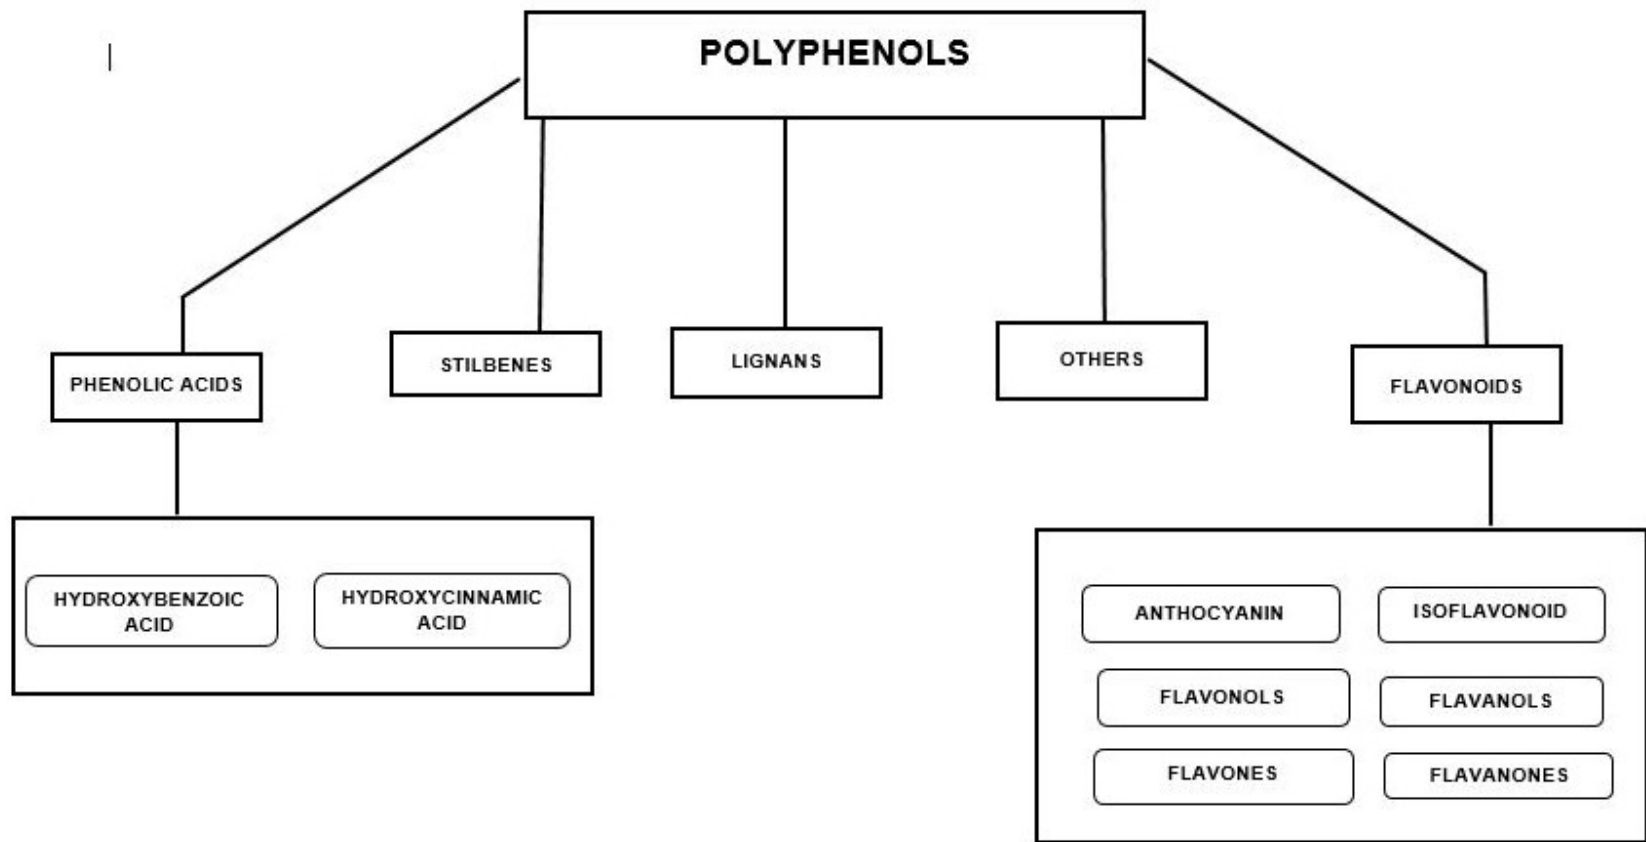 POLYPHENOLS
PHENOLIC ACIDS
STILBENES
LIGNANS
OTHERS
FLAVONOIDS
HYDROXYBENZOIC
ACID
HYDROXYCINNAMIC
ACID
ANTHOCYANIN
ISOFLAVONOID
FLAVONOLS
FLAVANOLS
FLAVONES
FLAVANONES